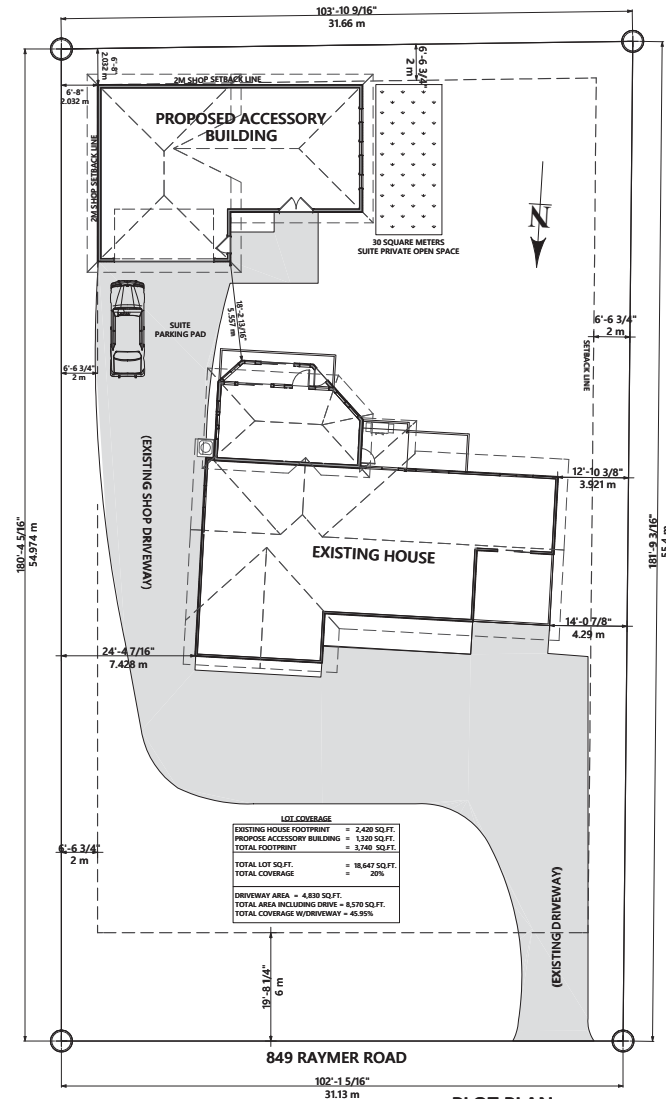 103'-10 9/16"
31.66 m
6'-8"
2.032 m
6'-6 3/4"
2 m
2M SHOP SETBACK LINE
6'-8"
2.032 m
PROPOSED ACCESSORY
BUILDING
2M SHOP SETBACK LINE
N
30 SQUARE METERS
SUITE PRIVATE OPEN SPACE
18'-2 13/16"
5.557 m
SUITE
PARKING PAD
6'-6 3/4"
2 m
SETBACK LINE
6'-6 3/4"
2 m
(EXISTING SHOP DRIVEWAY)
12'-10 3/8"
3.921 m
180'-4 5/16"
54.974 m
EXISTING HOUSE
181'-9 3/16"
55.4 m
14'-0 7/8"
4.29 m
24'-4 7/16"
7.428 m
LOT COVERAGE
EXISTING HOUSE FOOTPRINT = 2,420 SQ.FT.
PROPOSE ACCESSORY BUILDING = 1,320 SQ.FT.
TOTAL FOOTPRINT = 3,740 SQ.FT.
TOTAL LOT SQ.FT. = 18,647 SQ.FT.
TOTAL COVERAGE = 20%
DRIVEWAY AREA = 4,830 SQ.FT.
TOTAL AREA INCLUDING DRIVE = 8,570 SQ.FT.
TOTAL COVERAGE W/DRIVEWAY = 45.95%
6'-6 3/4"
2 m
(EXISTING DRIVEWAY)
19'-8 1/4"
6 m
849 RAYMER ROAD
102'-1 5/16"
31.13 m
PLOT PLAN